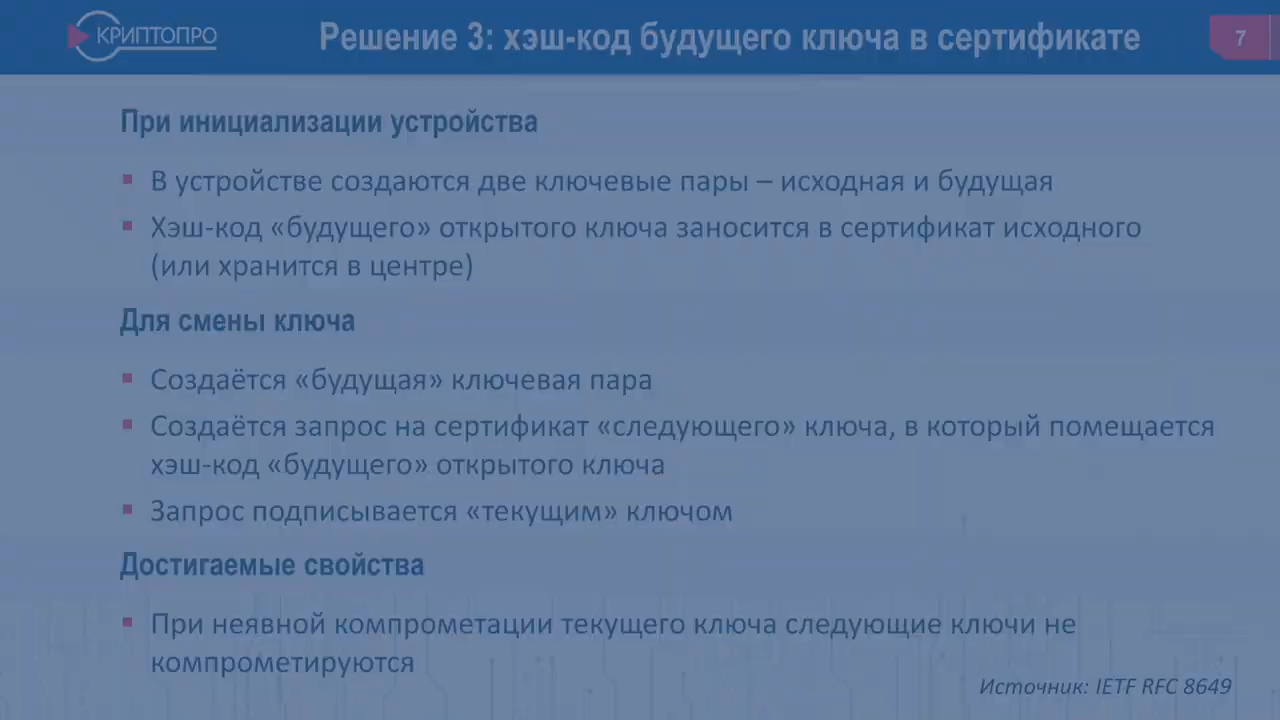 КРИПТОПРО
Решение 3: хэш-код будущего ключа в сертификате
7
При инициализации устройства
▪ В устройстве создаются две ключевые пары – исходная и будущая
▪ Хэш-код «будущего» открытого ключа заносится в сертификат исходного
(или хранится в центре)
Для смены ключа
▪ Создаётся «будущая» ключевая пара
▪ Создаётся запрос на сертификат «следующего» ключа, в который помещается
хэш-код «будущего» открытого ключа
▪ Запрос подписывается «текущим» ключом
Достигаемые свойства
▪ При неявной компрометации текущего ключа следующие ключи не
компрометируются
Источник: IETF RFC 8649